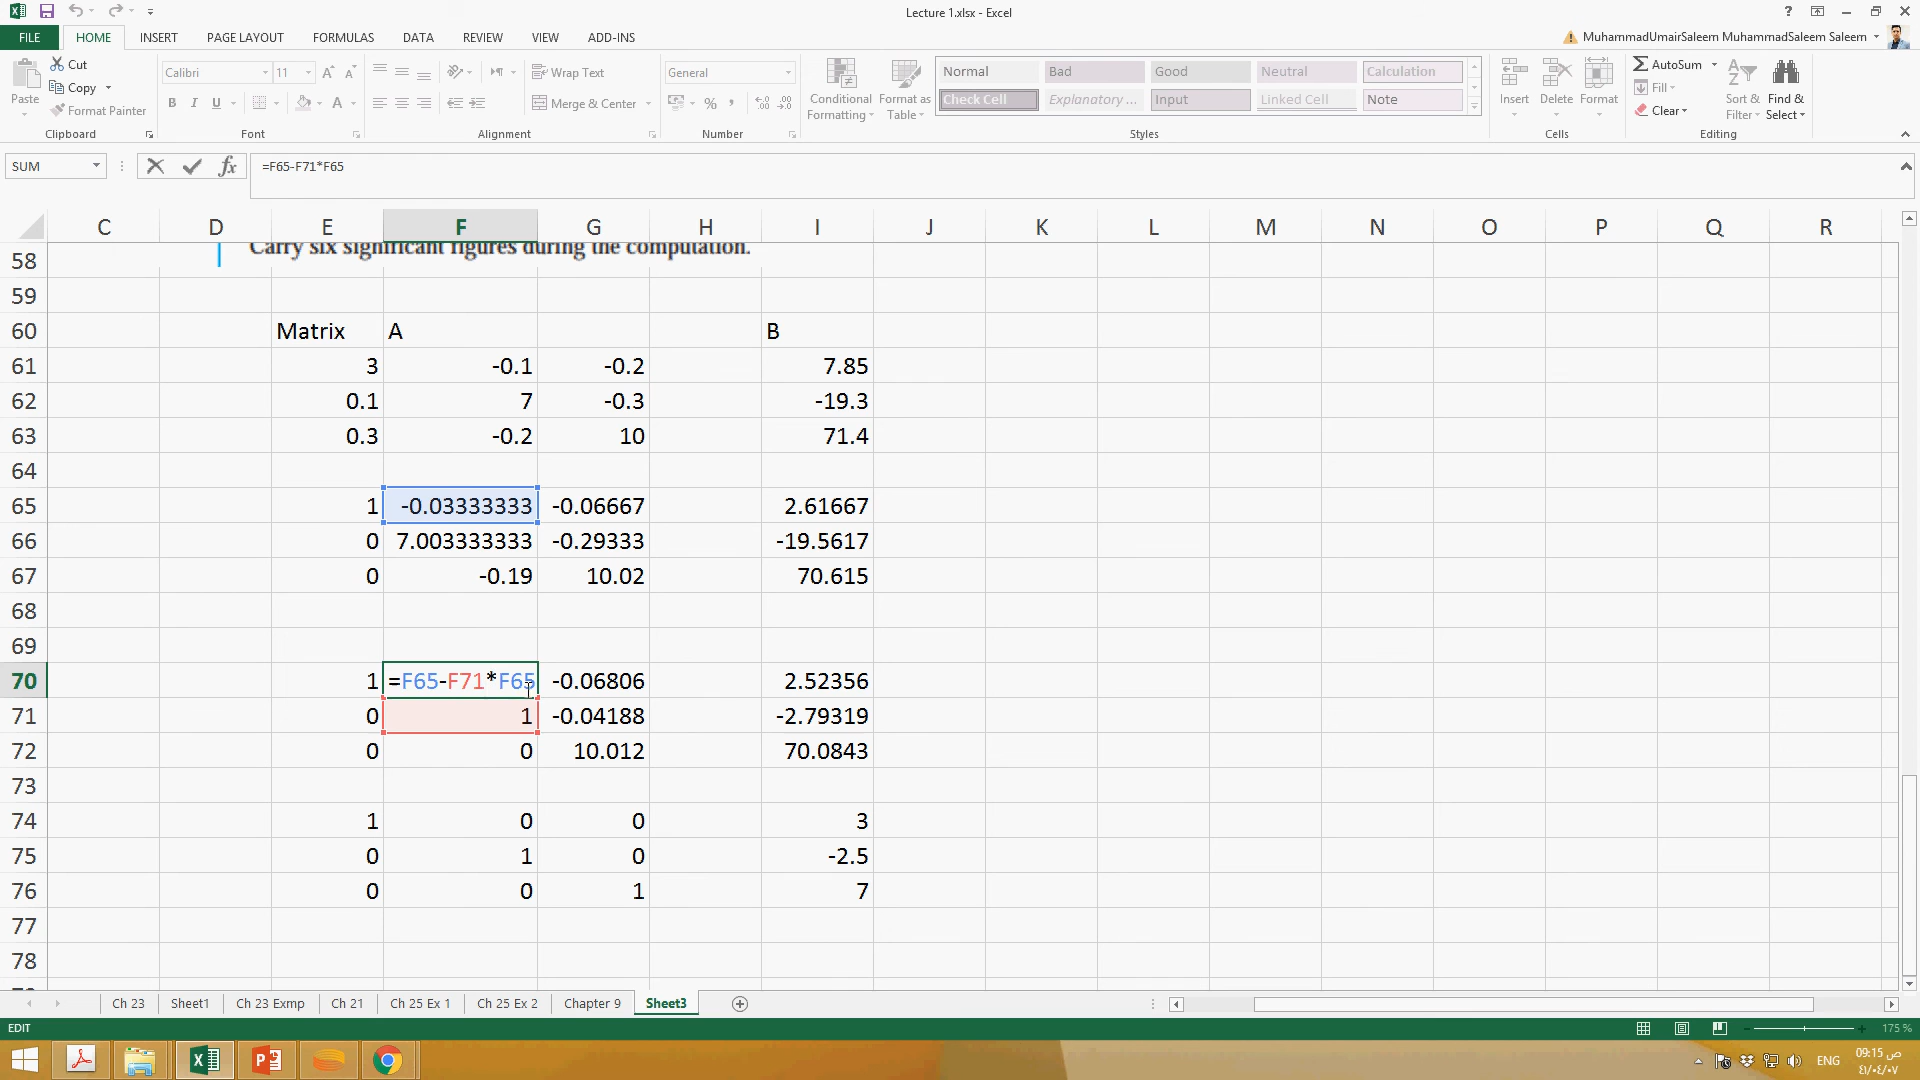 Lecture 1.xlsx - Excel
FILE HOME INSERT PAGE LAYOUT FORMULAS DATA REVIEW VIEW ADD-INS MuhammadUmairSaleem MuhammadSaleem Saleem
Paste Cut Copy Format Painter
Calibri 11
B I U
Wrap Text
Merge & Center
General
Conditional Formatting
Format as Table
Normal Bad Good Neutral Calculation
Check Cell Explanatory ... Input Linked Cell Note
Insert Delete Format
AutoSum
Fill
Clear
Sort & Filter
Find & Select
Clipboard Font Alignment Number Styles Cells Editing
SUM =F65-F71*F65
C D E F G H I J K L M N O P Q R
58 Carry six significant figures during the computation.
59
60 Matrix A B
61 3 -0.1 -0.2 7.85
62 0.1 7 -0.3 -19.3
63 0.3 -0.2 10 71.4
64
65 1 -0.03333333 -0.06667 2.61667
66 0 7.003333333 -0.29333 -19.5617
67 0 -0.19 10.02 70.615
68
69
70 1 =F65-F71*F65 -0.06806 2.52356
71 0 1 -0.04188 -2.79319
72 0 0 10.012 70.0843
73
74 1 0 0 3
75 0 1 0 -2.5
76 0 0 1 7
77
78
Ch 23 Sheet1 Ch 23 Exmp Ch 21 Ch 25 Ex 1 Ch 25 Ex 2 Chapter 9 Sheet3
EDIT 175 %
ENG
09:15 ص
٤١/٠٤/٠٧